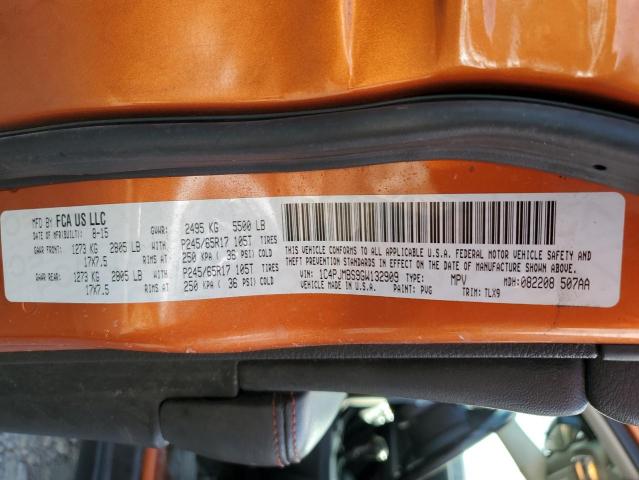 MFD BY FCA US LLC
DATE OF MFR(BUILT): 8-15 GVWR: 2495 KG 5500 LB
GAWR FRONT: 1273 KG 2805 LB WITH P245/65R17 105T TIRES
17X7.5 RIMS AT 250 KPA ( 36 PSI) COLD
GAWR REAR: 1273 KG 2805 LB WITH P245/65R17 105T TIRES
17X7.5 RIMS AT 250 KPA ( 36 PSI) COLD
THIS VEHICLE CONFORMS TO ALL APPLICABLE U.S.A. FEDERAL MOTOR VEHICLE SAFETY AND
THEFT PREVENTION STANDARDS IN EFFECT ON THE DATE OF MANUFACTURE SHOWN ABOVE.
VIN: 1C4PJMBS9GW132909 TYPE: MPV MDH: 082208 507AA
VEHICLE MADE IN U.S.A. PAINT: PVG TRIM: TLX9